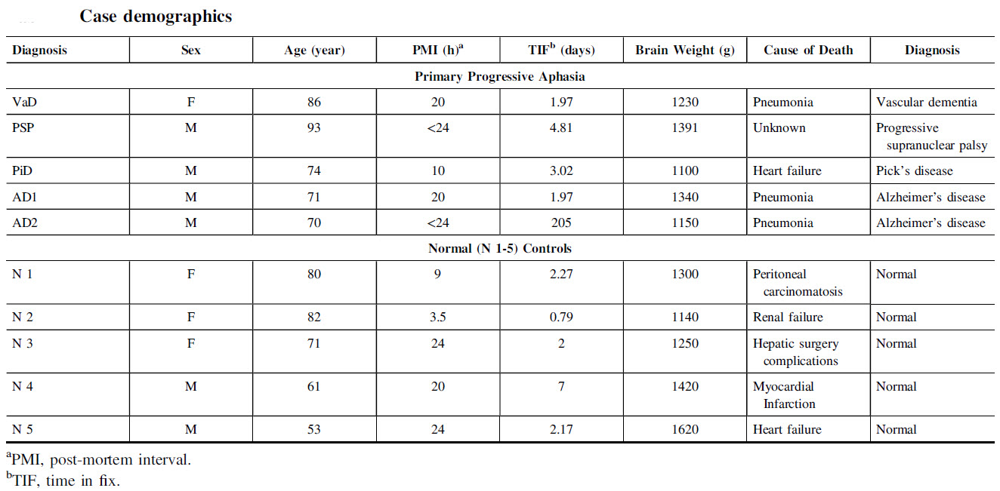 Case demographics
Diagnosis Sex Age (year) PMI (h)a TIFb (days) Brain Weight (g) Cause of Death Diagnosis
Primary Progressive Aphasia
VaD F 86 20 1.97 1230 Pneumonia Vascular dementia
PSP M 93 <24 4.81 1391 Unknown Progressive
supranuclear palsy
PiD M 74 10 3.02 1100 Heart failure Pick's disease
AD1 M 71 20 1.97 1340 Pneumonia Alzheimer's disease
AD2 M 70 <24 205 1150 Pneumonia Alzheimer's disease
Normal (N 1-5) Controls
N 1 F 80 9 2.27 1300 Peritoneal Normal
carcinomatosis
N 2 F 82 3.5 0.79 1140 Renal failure Normal
N 3 F 71 24 2 1250 Hepatic surgery Normal
complications
N 4 M 61 20 7 1420 Myocardial Normal
Infarction
N 5 M 53 24 2.17 1620 Heart failure Normal
aPMI, post-mortem interval.
bTIF, time in fix.